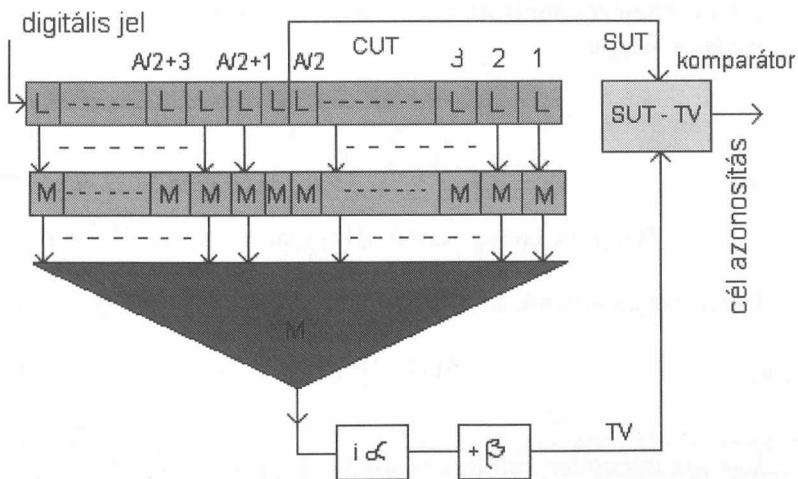 digitális jel
CUT
SUT
A/2+3 A/2+1 A/2 3 2 1
komparátor
L ----- L L L L L -------- L L L
SUT - TV
M ----- M M M M M -------- M M M
cél azonosítás
M
i α
+β
TV